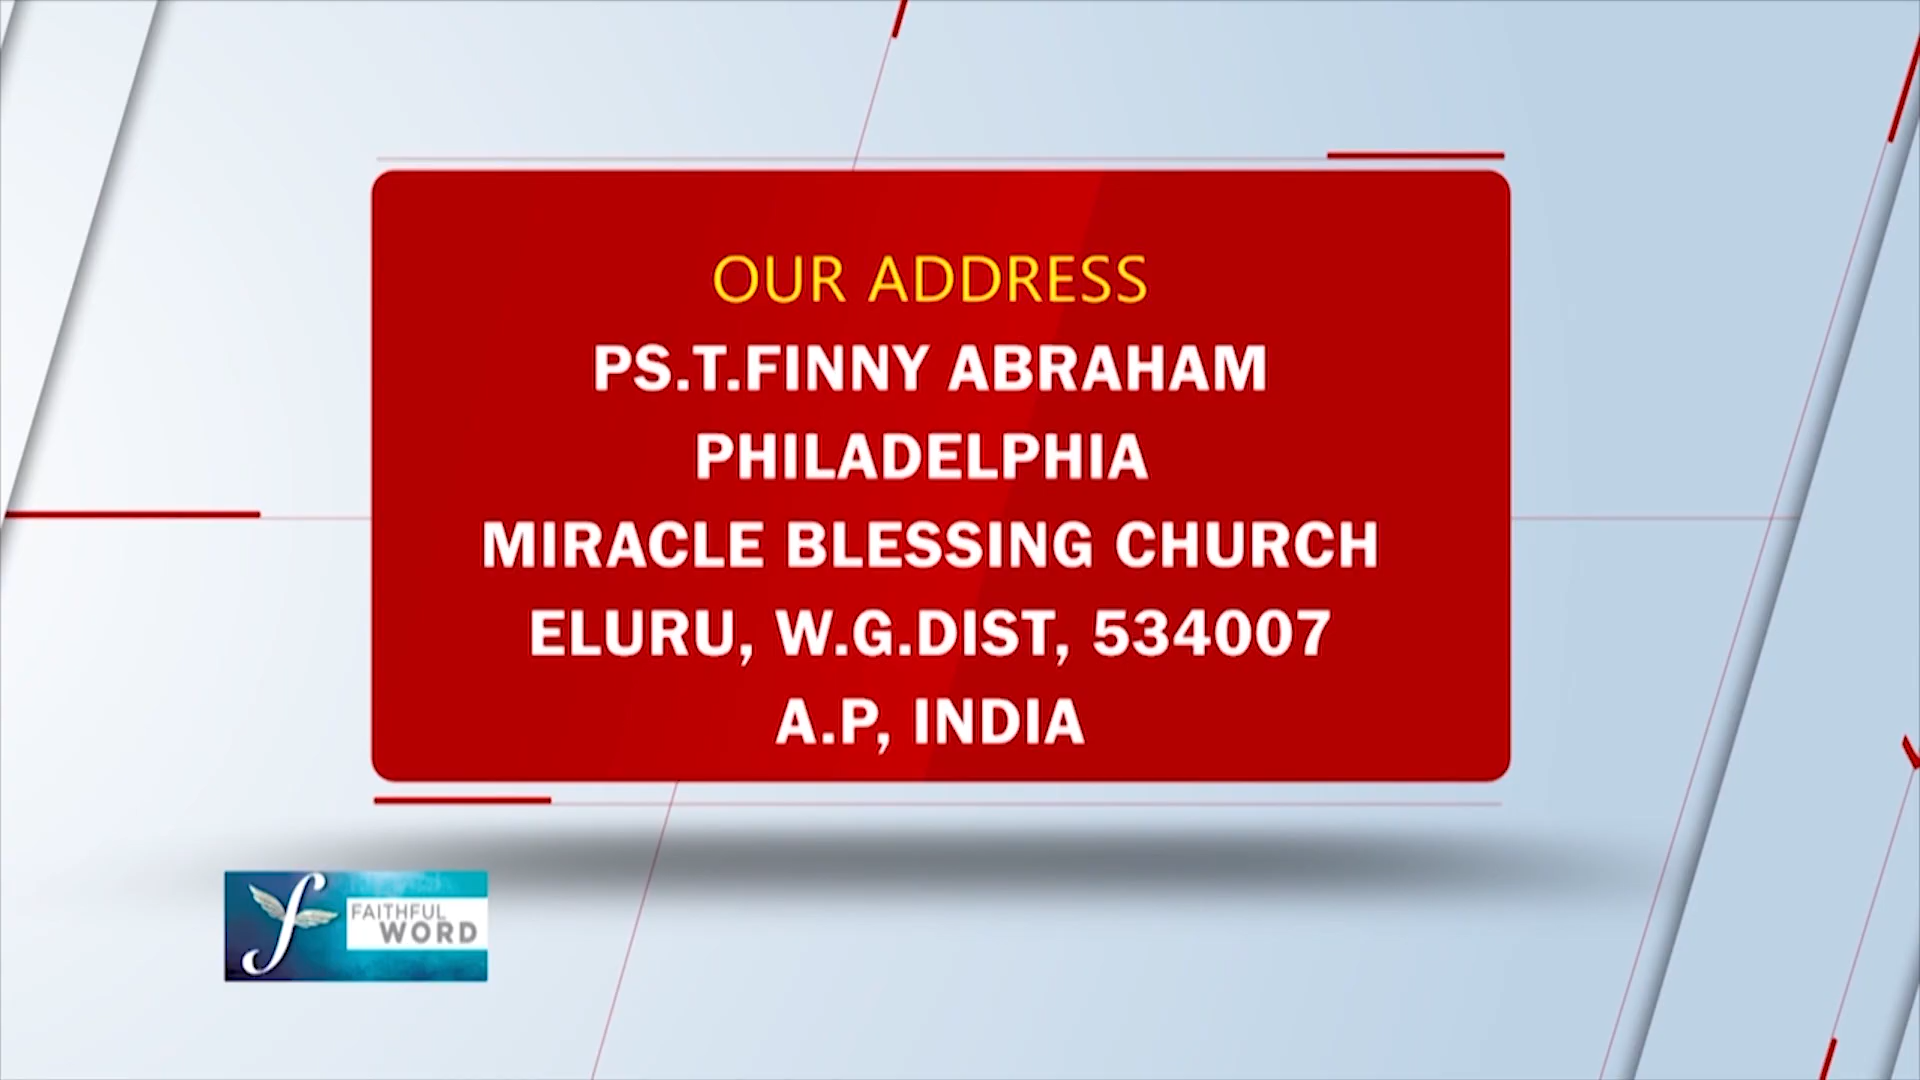 OUR ADDRESS
PS.T.FINNY ABRAHAM
PHILADELPHIA
MIRACLE BLESSING CHURCH
ELURU, W.G.DIST, 534007
A.P, INDIA
f FAITHFUL
WORD